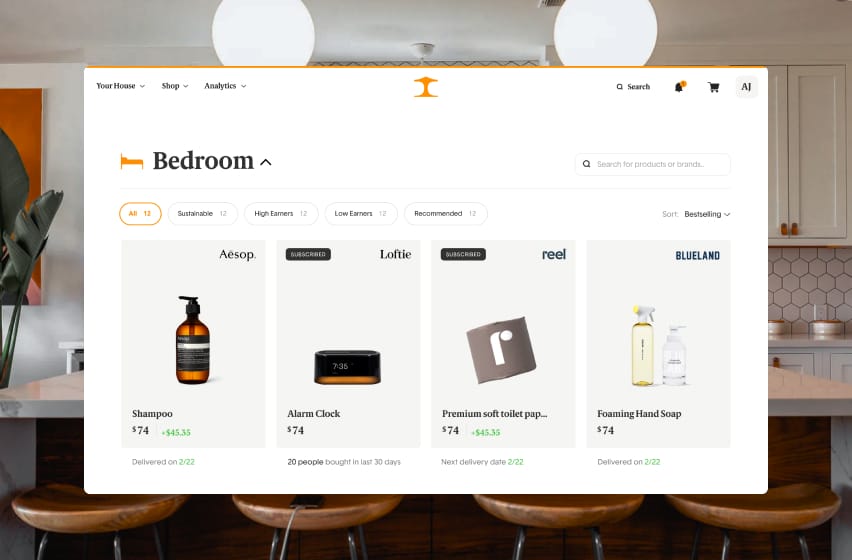 Your House Shop Analytics Search AJ
Bedroom
Search for products or brands..
All 12 Sustainable 12 High Earners 12 Low Earners 12 Recommended 12 Sort: Bestselling
Aēsop.
SUBSCRIBED Loftie
SUBSCRIBED reel
BLUELAND
Aēsop.
7:35
r
Shampoo
$74 +$45.35
Delivered on 2/22
Alarm Clock
$74
20 people bought in last 30 days
Premium soft toilet pap...
$74 +$45.35
Next delivery date 2/22
Foaming Hand Soap
$74
Delivered on 2/22